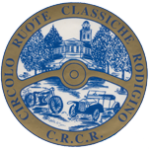 CIRCOLO RUOTE CLASSICHE RODIGINO
C.R.C.R.